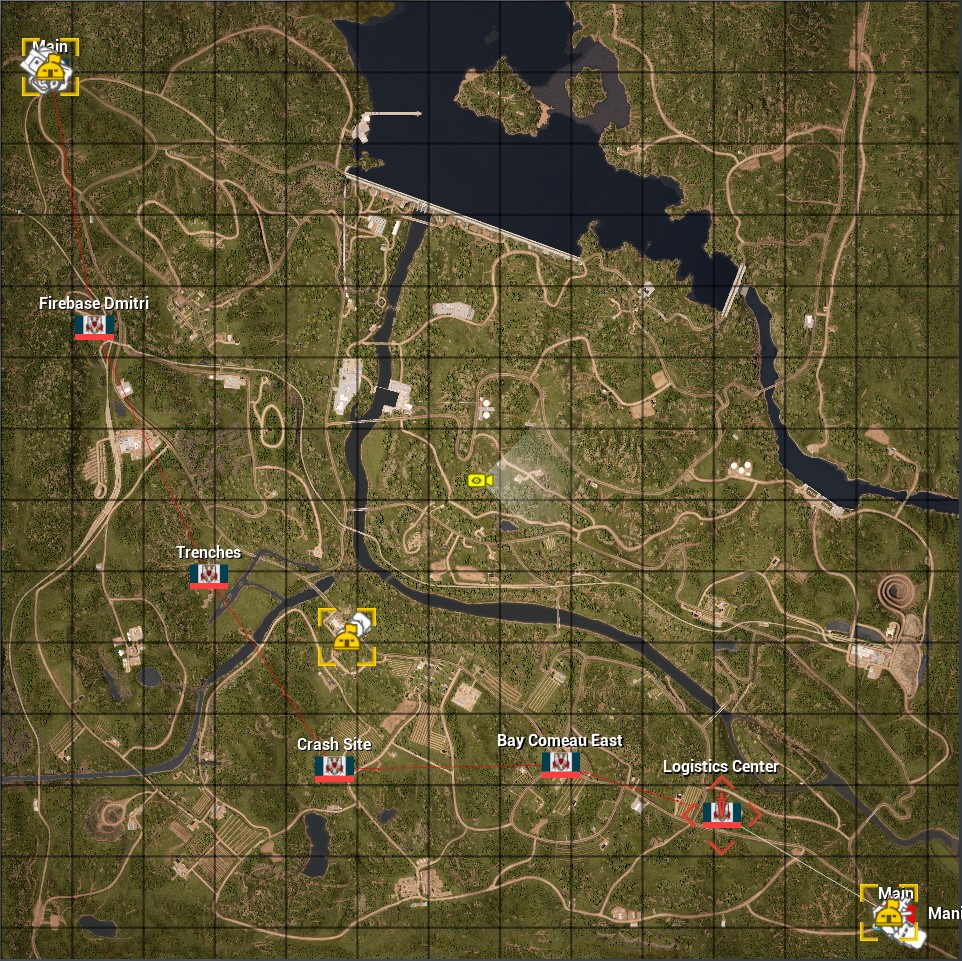 Main
Firebase Dmitri
Trenches
Crash Site
Bay Comeau East
Logistics Center
Main
Mani